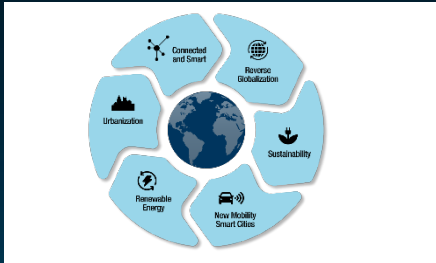 Connected
and Smart
Reverse
Globalization
Sustainability
New Mobility
Smart Cities
Renewable
Energy
Urbanization